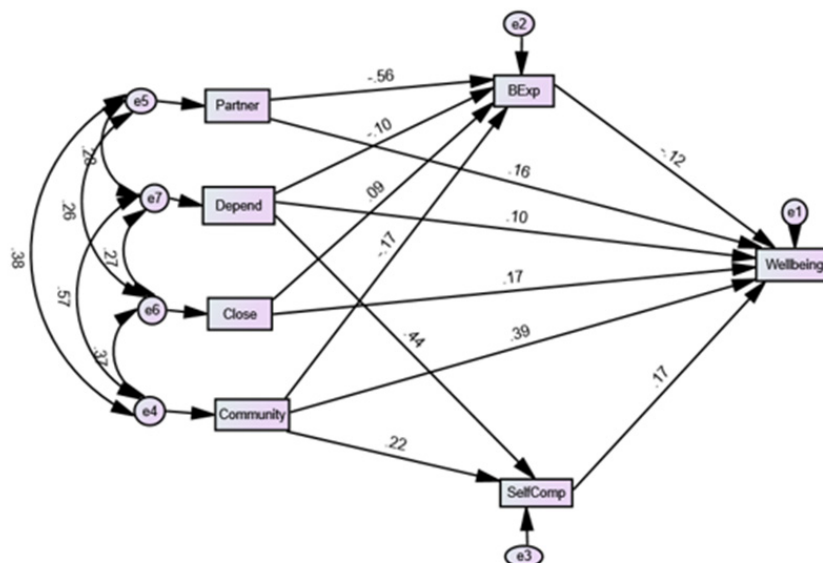 e2
e5
Partner
-.56
BExp
-.10
-.12
.16
.26
e7
Depend
.09
.10
e1
-.17
Wellbeing
.38
.27
.17
.57
e6
Close
.44
.39
.37
.17
e4
Community
.22
SelfComp
e3